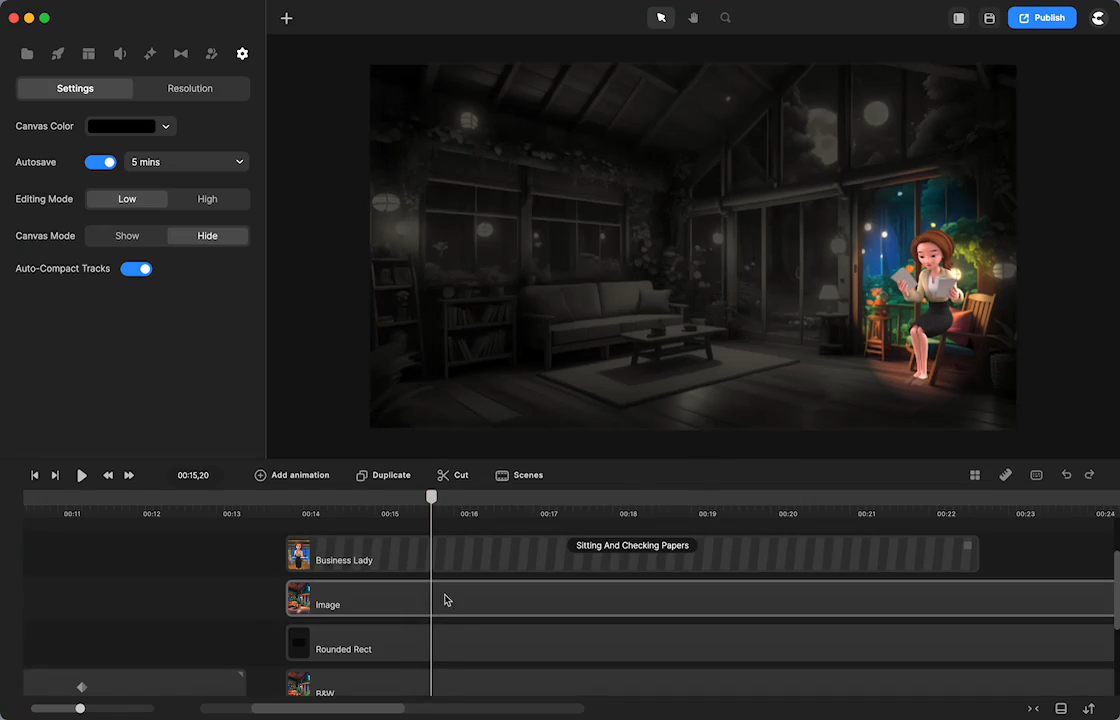 Publish
Settings
Resolution
Canvas Color
Autosave
5 mins
Editing Mode
Low
High
Canvas Mode
Show
Hide
Auto-Compact Tracks
00:15,20
Add animation
Duplicate
Cut
Scenes
00:11
00:12
00:13
00:14
00:15
00:16
00:17
00:18
00:19
00:20
00:21
00:22
00:23
00:24
Sitting And Checking Papers
Business Lady
Image
Rounded Rect
B&W